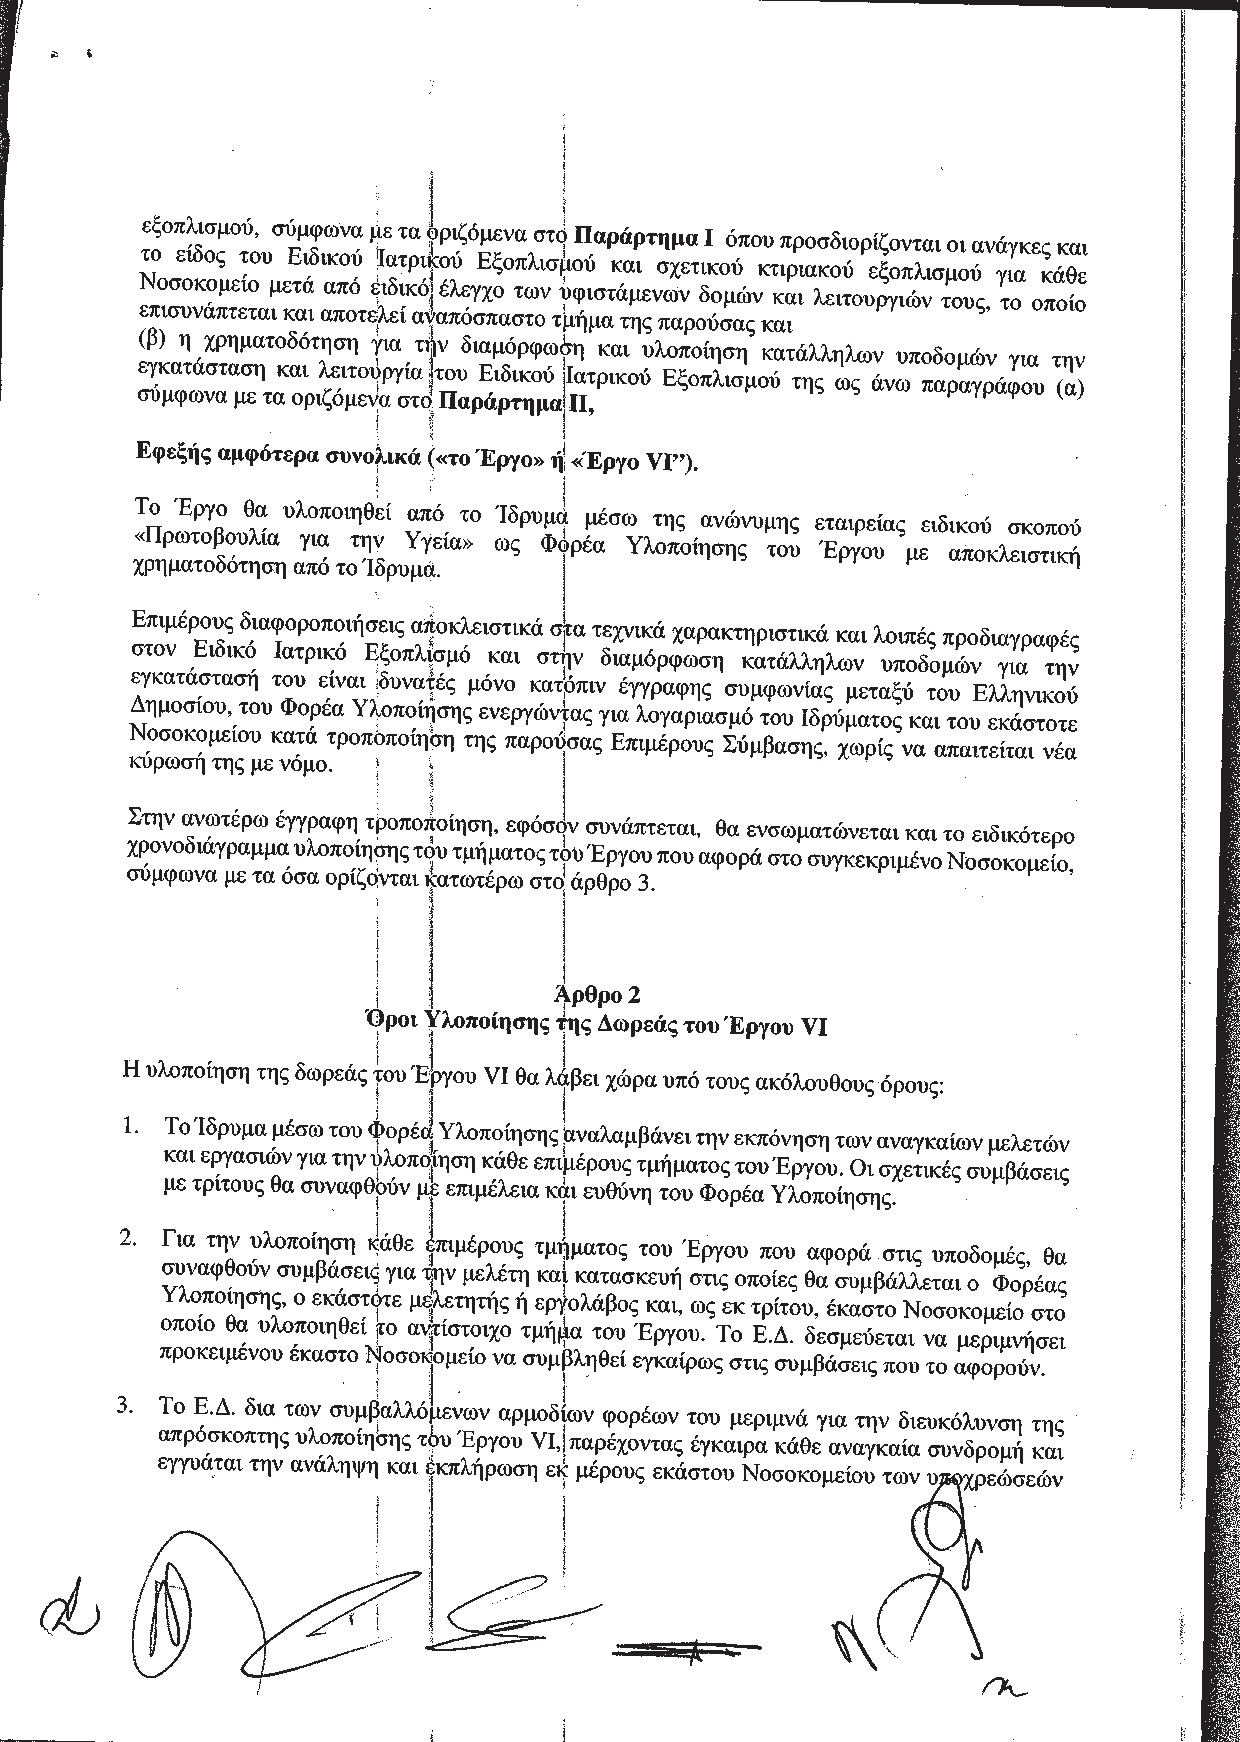 εξοπλισμού, σύμφωνα με τα οριζόμενα στο Παράρτημα Ι όπου προσδιορίζονται οι ανάγκες και
το είδος του Ειδικού Ιατρικού Εξοπλισμού και σχετικού κτιριακού εξοπλισμού για κάθε
Νοσοκομείο μετά από ειδικό έλεγχο των υφιστάμενων δομών και λειτουργιών τους, το οποίο
επισυνάπτεται και αποτελεί αναπόσπαστο τμήμα της παρούσας και
(β) η χρηματοδότηση για την διαμόρφωση και υλοποίηση κατάλληλων υποδομών για την
εγκατάσταση και λειτουργία του Ειδικού Ιατρικού Εξοπλισμού της ως άνω παραγράφου (α)
σύμφωνα με τα οριζόμενα στο Παράρτημα ΙΙ,
Εφεξής αμφότερα συνολικά («το Έργο» ή «Έργο VI”).
Το Έργο θα υλοποιηθεί από το Ίδρυμα μέσω της ανώνυμης εταιρείας ειδικού σκοπού
«Πρωτοβουλία για την Υγεία» ως Φορέα Υλοποίησης του Έργου με αποκλειστική
χρηματοδότηση από το Ίδρυμα.
Επιμέρους διαφοροποιήσεις αποκλειστικά στα τεχνικά χαρακτηριστικά και λοιπές προδιαγραφές
στον Ειδικό Ιατρικό Εξοπλισμό και στην διαμόρφωση κατάλληλων υποδομών για την
εγκατάστασή του είναι δυνατές μόνο κατόπιν έγγραφης συμφωνίας μεταξύ του Ελληνικού
Δημοσίου, του Φορέα Υλοποίησης ενεργώντας για λογαριασμό του Ιδρύματος και του εκάστοτε
Νοσοκομείου κατά τροποποίηση της παρούσας Επιμέρους Σύμβασης, χωρίς να απαιτείται νέα
κύρωσή της με νόμο.
Στην ανωτέρω έγγραφη τροποποίηση, εφόσον συνάπτεται, θα ενσωματώνεται και το ειδικότερο
χρονοδιάγραμμα υλοποίησης του τμήματος του Έργου που αφορά στο συγκεκριμένο Νοσοκομείο,
σύμφωνα με τα όσα ορίζονται κατωτέρω στο άρθρο 3.
Άρθρο 2
Όροι Υλοποίησης της Δωρεάς του Έργου VI
Η υλοποίηση της δωρεάς του Έργου VI θα λάβει χώρα υπό τους ακόλουθους όρους:
1. Το Ίδρυμα μέσω του Φορέα Υλοποίησης αναλαμβάνει την εκπόνηση των αναγκαίων μελετών
και εργασιών για την υλοποίηση κάθε επιμέρους τμήματος του Έργου. Οι σχετικές συμβάσεις
με τρίτους θα συναφθούν με επιμέλεια και ευθύνη του Φορέα Υλοποίησης.
2. Για την υλοποίηση κάθε επιμέρους τμήματος του Έργου που αφορά στις υποδομές, θα
συναφθούν συμβάσεις για την μελέτη και κατασκευή στις οποίες θα συμβάλλεται ο Φορέας
Υλοποίησης, ο εκάστοτε μελετητής ή εργολάβος και, ως εκ τρίτου, έκαστο Νοσοκομείο στο
οποίο θα υλοποιηθεί το αντίστοιχο τμήμα του Έργου. Το Ε.Δ. δεσμεύεται να μεριμνήσει
προκειμένου έκαστο Νοσοκομείο να συμβληθεί εγκαίρως στις συμβάσεις που το αφορούν.
3. Το Ε.Δ. δια των συμβαλλόμενων αρμοδίων φορέων του μεριμνά για την διευκόλυνση της
απρόσκοπτης υλοποίησης του Έργου VI, παρέχοντας έγκαιρα κάθε αναγκαία συνδρομή και
εγγυάται την ανάληψη και εκπλήρωση εκ μέρους εκάστου Νοσοκομείου των υποχρεώσεών